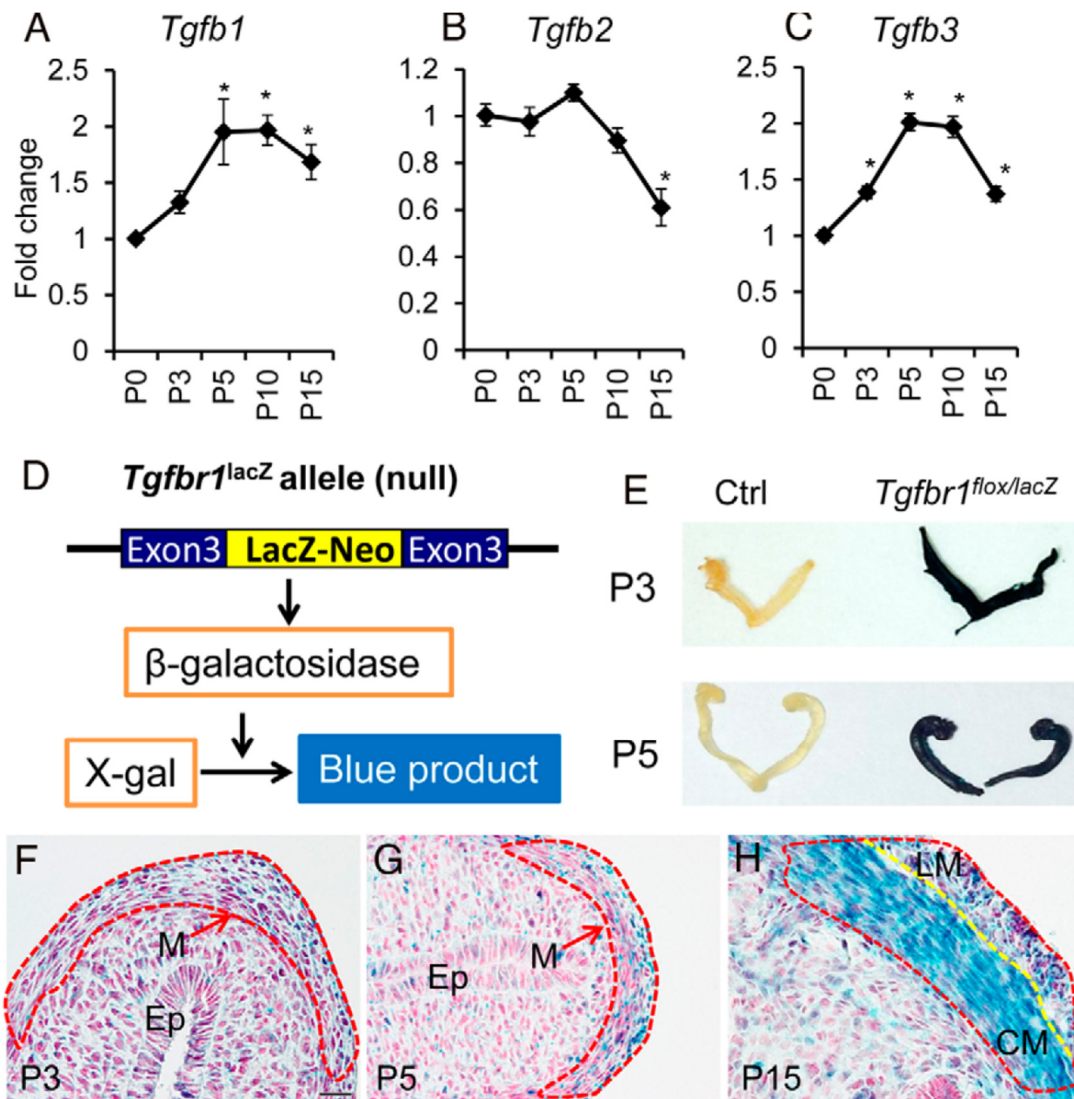 A
Tgfb1
Fold change
2.5
2
1.5
1
0.5
0
P0
P3
P5
P10
P15
*
*
*
B
Tgfb2
1.2
1
0.8
0.6
0.4
0.2
0
P0
P3
P5
P10
P15
*
C
Tgfb3
2.5
2
1.5
1
0.5
0
P0
P3
P5
P10
P15
*
*
*
*
D
Tgfbr1lacZ allele (null)
Exon3 LacZ-Neo Exon3
β-galactosidase
X-gal Blue product
E
Ctrl Tgfbr1flox/lacZ
P3
P5
F
M
Ep
P3
G
M
Ep
P5
H
LM
CM
P15